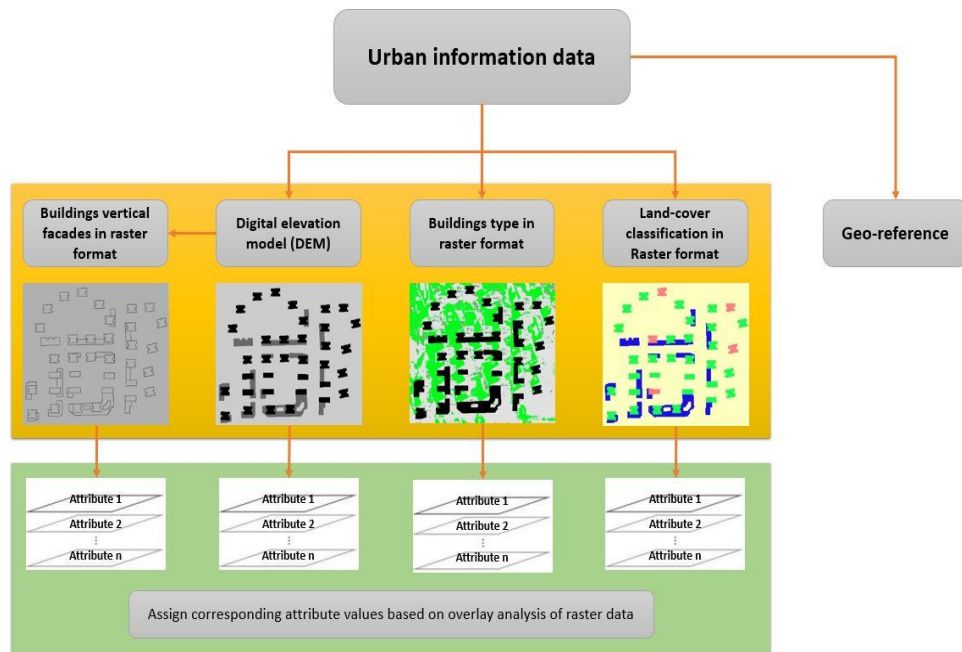 Urban information data
Buildings vertical
facades in raster
format
Digital elevation
model (DEM)
Buildings type in
raster format
Land-cover
classification in
Raster format
Geo-reference
Attribute 1
Attribute 2
⋮
Attribute n
Attribute 1
Attribute 2
⋮
Attribute n
Attribute 1
Attribute 2
⋮
Attribute n
Attribute 1
Attribute 2
⋮
Attribute n
Assign corresponding attribute values based on overlay analysis of raster data